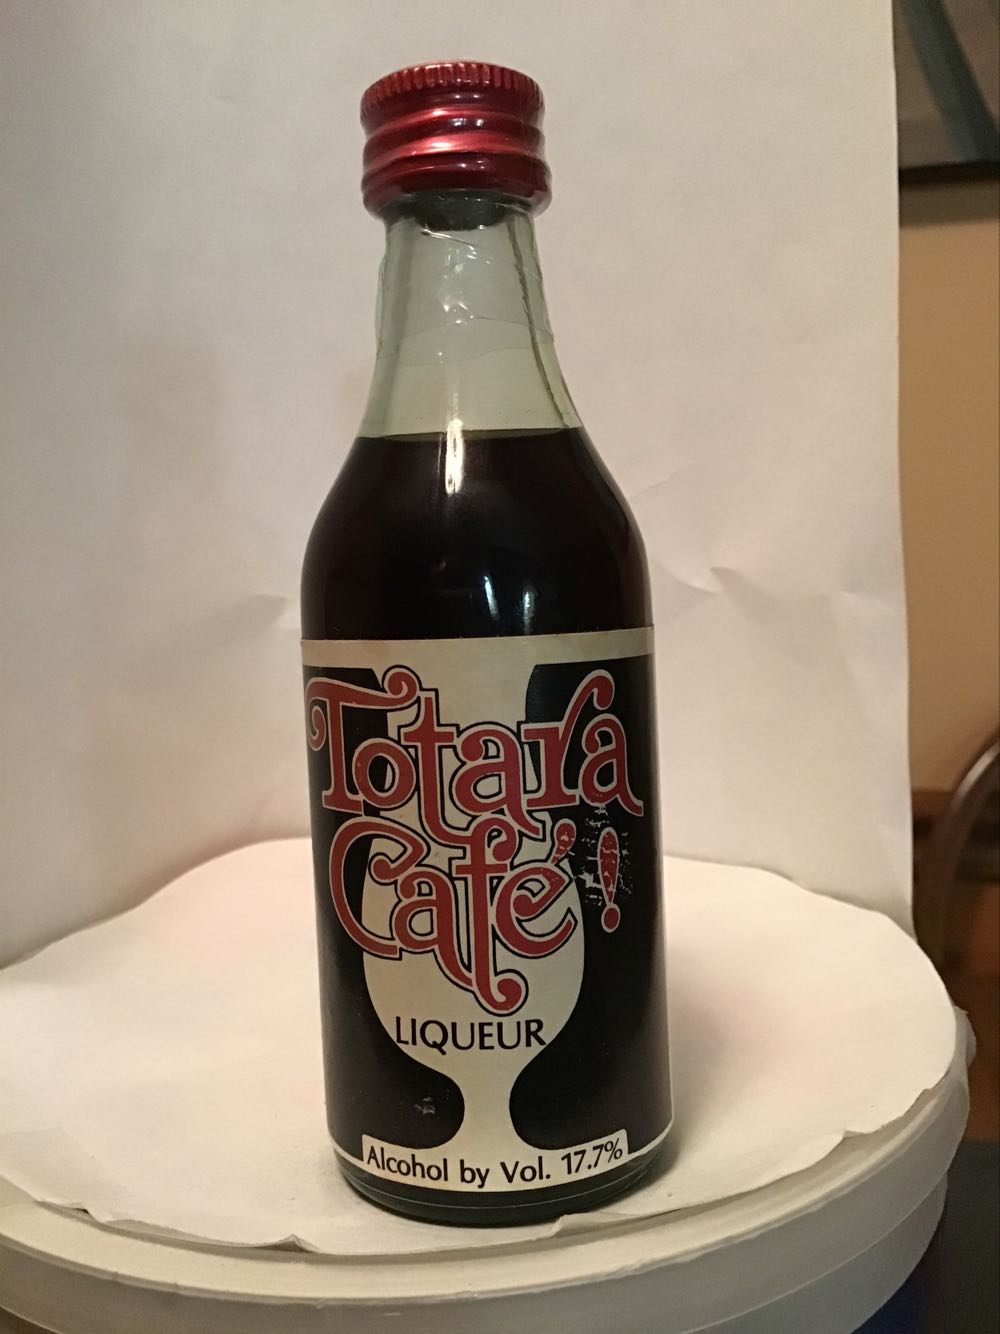 Totara
Café!
LIQUEUR
Alcohol by Vol. 17.7%